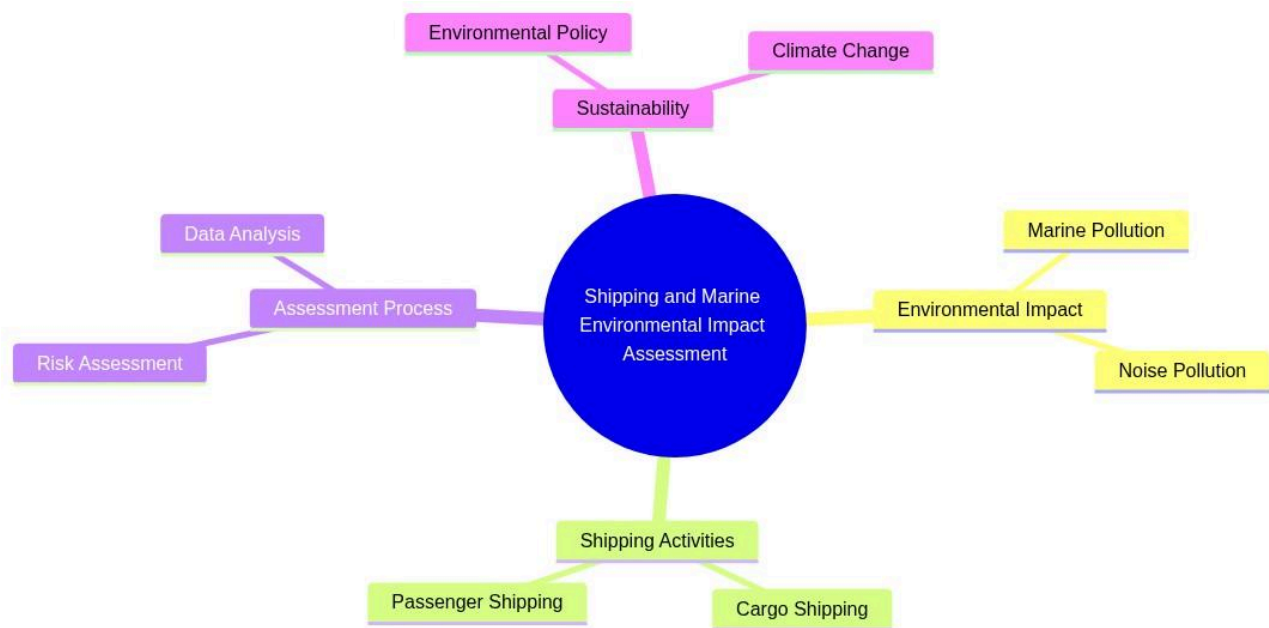 Environmental Policy
Climate Change
Sustainability
Data Analysis
Assessment Process
Risk Assessment
Shipping and Marine
Environmental Impact
Assessment
Marine Pollution
Environmental Impact
Noise Pollution
Shipping Activities
Passenger Shipping
Cargo Shipping